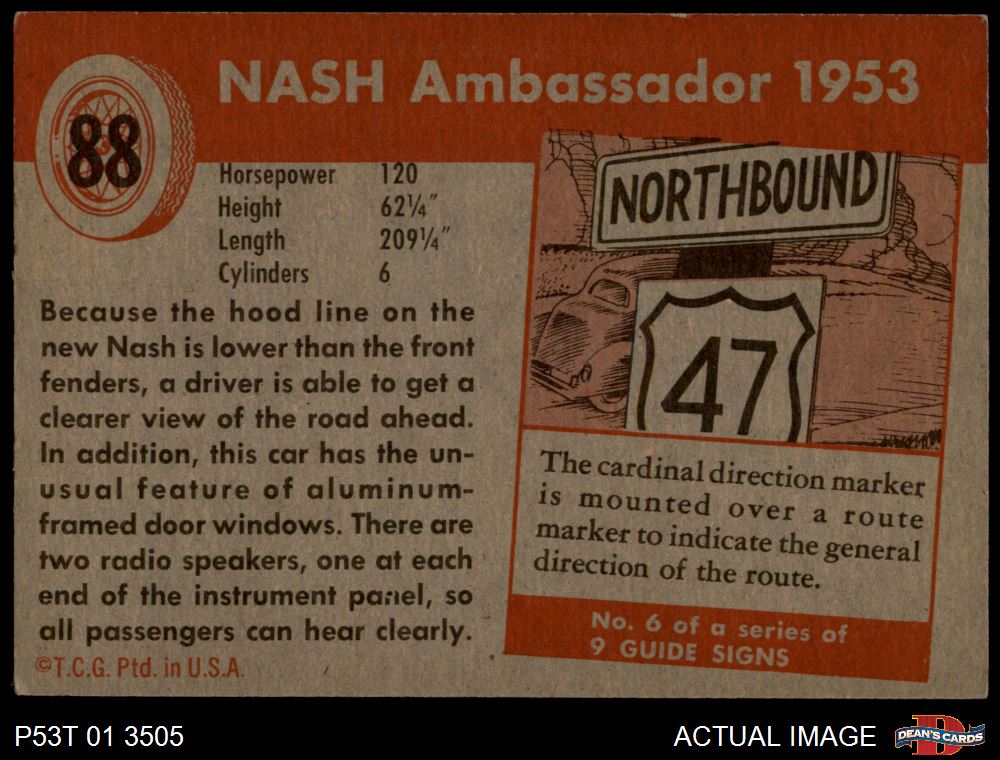 NASH Ambassador 1953
88
Horsepower 120
Height 62¼"
Length 209¼"
Cylinders 6
Because the hood line on the
new Nash is lower than the front
fenders, a driver is able to get a
clearer view of the road ahead.
In addition, this car has the un-
usual feature of aluminum-
framed door windows. There are
two radio speakers, one at each
end of the instrument panel, so
all passengers can hear clearly.
©T.C.G. Ptd. in U.S.A.
NORTHBOUND
47
The cardinal direction marker
is mounted over a route
marker to indicate the general
direction of the route.
No. 6 of a series of
9 GUIDE SIGNS
P53T 01 3505
ACTUAL IMAGE
D
DEAN'S CARDS